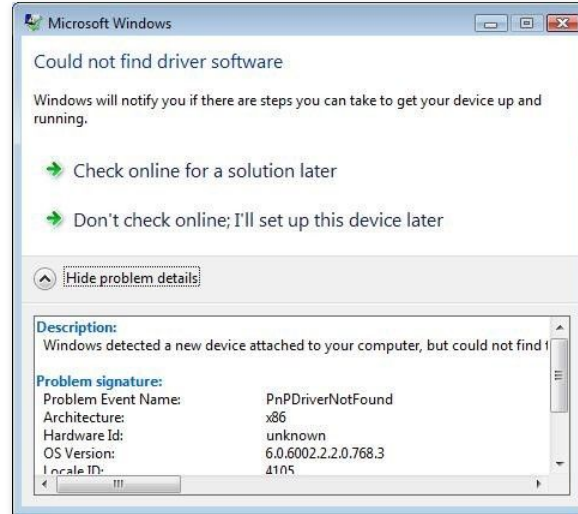 Microsoft Windows
Could not find driver software
Windows will notify you if there are steps you can take to get your device up and
running.
Check online for a solution later
Don't check online; I'll set up this device later
Hide problem details
Description:
Windows detected a new device attached to your computer, but could not find
Problem signature:
Problem Event Name: PnPDriverNotFound
Architecture: x86
Hardware Id: unknown
OS Version: 6.0.6002.2.2.0.768.3
Locale ID: 4105